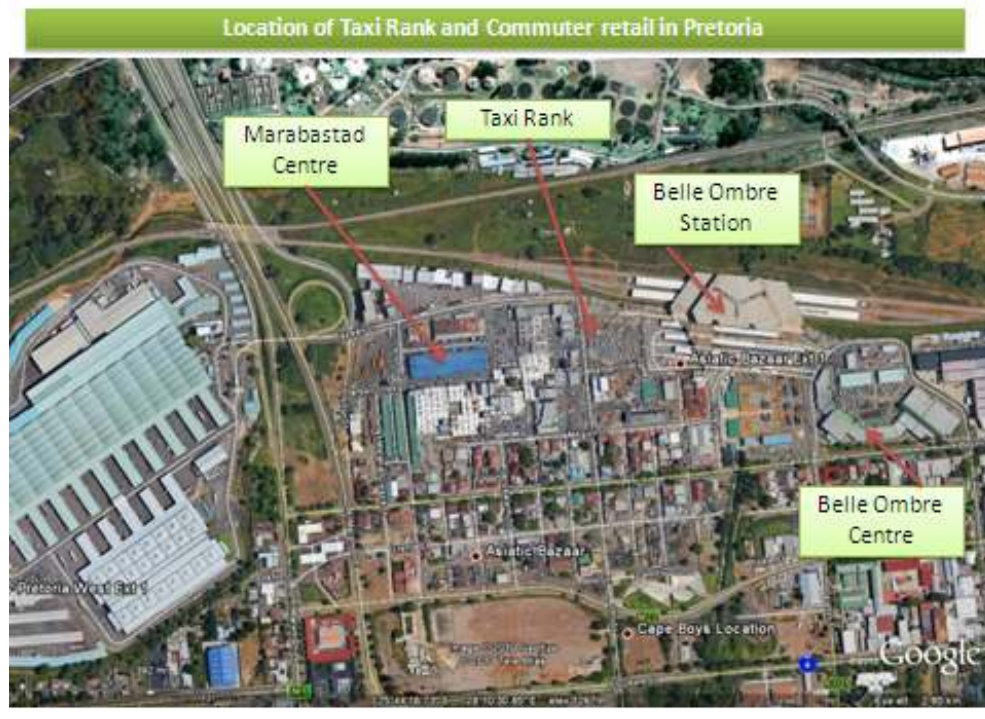 Location of Taxi Rank and Commuter retail in Pretoria
Taxi Rank
Marabastad
Centre
Belle Ombre
Station
Asiatic Bazaar Ext 1
Belle Ombre
Centre
Asiatic Bazaar
Pretoria West Ext 1
Cape Boys Location
Google